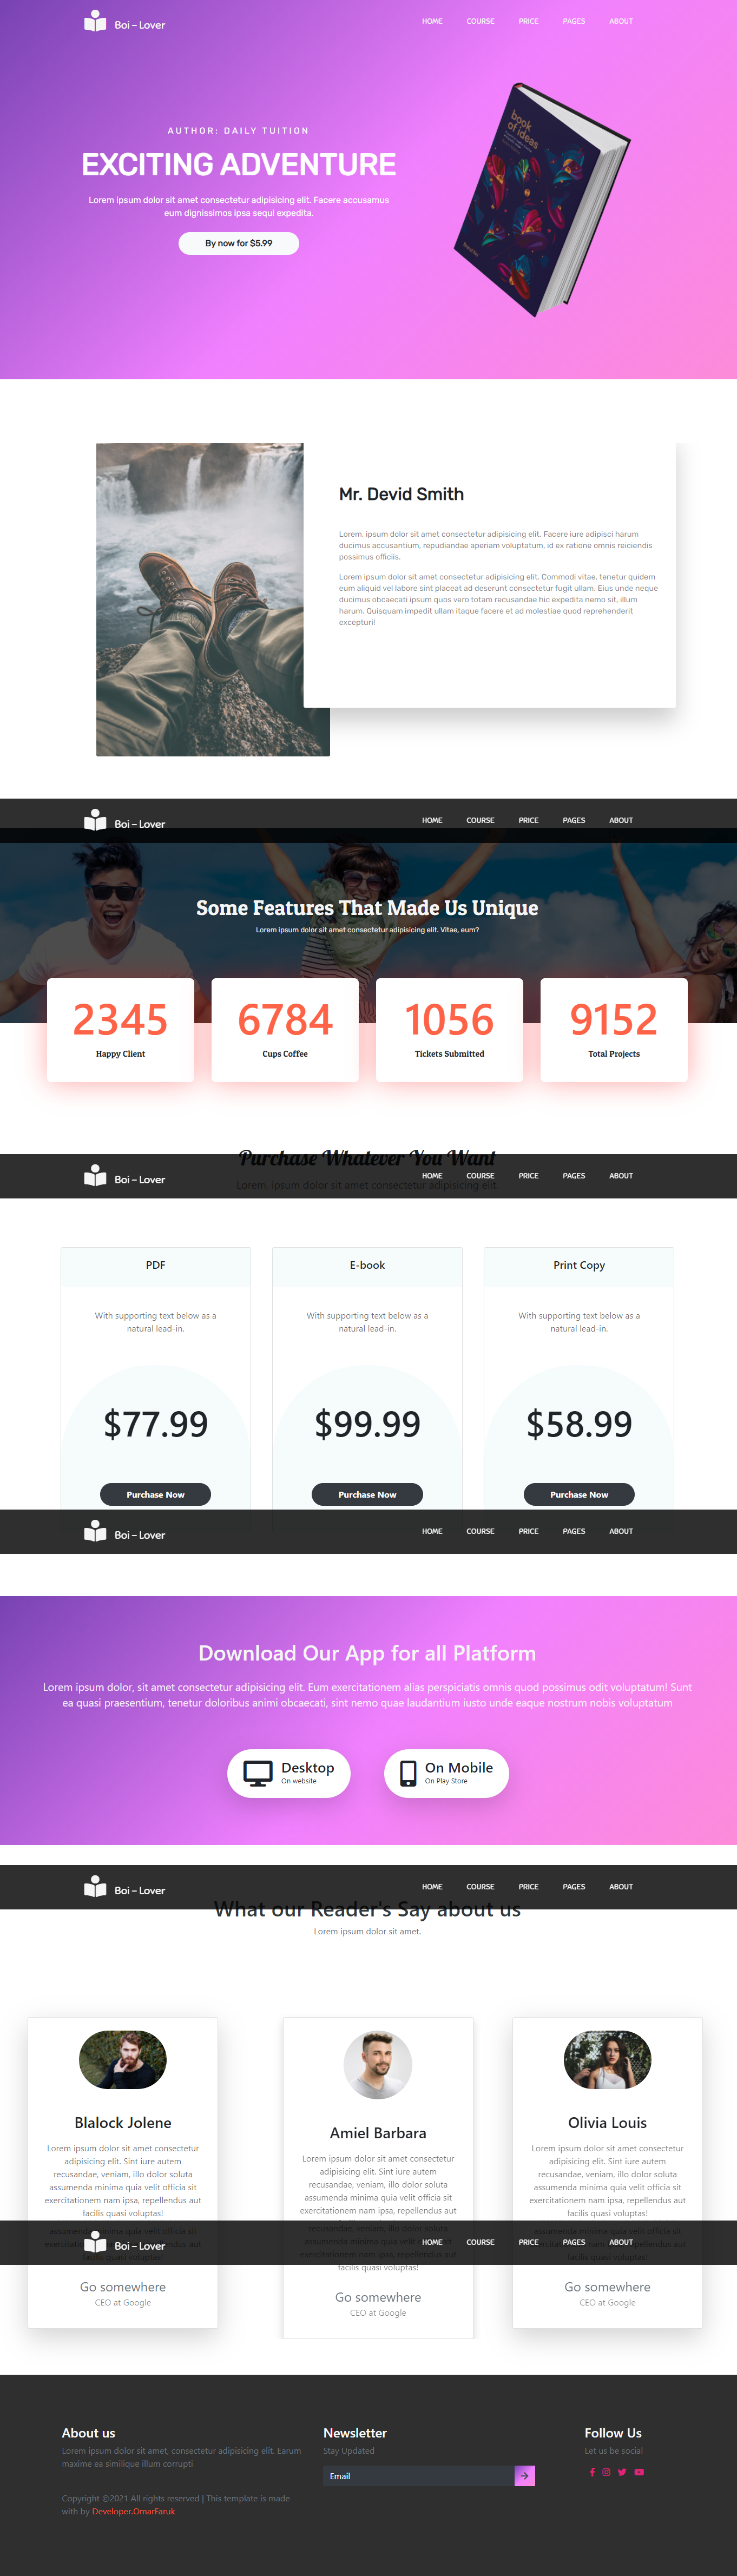 Boi – Lover
HOME COURSE PRICE PAGES ABOUT
AUTHOR: DAILY TUITION
EXCITING ADVENTURE
Lorem ipsum dolor sit amet consectetur adipisicing elit. Facere accusamus
eum dignissimos ipsa sequi expedita.
By now for $5.99
book
of ideas
Mr. Devid Smith
Lorem, ipsum dolor sit amet consectetur adipisicing elit. Facere iure adipisci harum
ducimus accusantium, repudiandae aperiam voluptatum, id ex ratione omnis reiciendis
possimus officiis.
Lorem ipsum dolor sit amet consectetur adipisicing elit. Commodi vitae, tenetur quidem
eum aliquid vel labore sint placeat ad deserunt consectetur fugit ullam. Eius unde neque
ducimus obcaecati ipsum quos vero totam recusandae hic expedita nemo sit, illum
harum. Quisquam impedit ullam itaque facere et ad molestiae quod reprehenderit
excepturi!
Boi – Lover
HOME COURSE PRICE PAGES ABOUT
Some Features That Made Us Unique
Lorem ipsum dolor sit amet consectetur adipisicing elit. Vitae, eum?
2345
Happy Client
6784
Cups Coffee
1056
Tickets Submitted
9152
Total Projects
Purchase Whatever You Want
Boi – Lover
HOME COURSE PRICE PAGES ABOUT
Lorem, ipsum dolor sit amet consectetur adipisicing elit.
PDF
With supporting text below as a
natural lead-in.
$77.99
Purchase Now
E-book
With supporting text below as a
natural lead-in.
$99.99
Purchase Now
Print Copy
With supporting text below as a
natural lead-in.
$58.99
Purchase Now
Boi – Lover
HOME COURSE PRICE PAGES ABOUT
Download Our App for all Platform
Lorem ipsum dolor, sit amet consectetur adipisicing elit. Eum exercitationem alias perspiciatis omnis quod possimus odit voluptatum! Sunt
ea quasi praesentium, tenetur doloribus animi obcaecati, sint nemo quae laudantium iusto unde eaque nostrum nobis voluptatum
Desktop
On website
On Mobile
On Play Store
Boi – Lover
HOME COURSE PRICE PAGES ABOUT
What our Reader's Say about us
Lorem ipsum dolor sit amet.
Blalock Jolene
Lorem ipsum dolor sit amet consectetur
adipisicing elit. Sint iure autem
recusandae, veniam, illo dolor soluta
assumenda minima quia velit officia sit
exercitationem nam ipsa, repellendus aut
facilis quasi voluptas!
Go somewhere
CEO at Google
Amiel Barbara
Lorem ipsum dolor sit amet consectetur
adipisicing elit. Sint iure autem
recusandae, veniam, illo dolor soluta
assumenda minima quia velit officia sit
exercitationem nam ipsa, repellendus aut
facilis quasi voluptas!
Go somewhere
CEO at Google
Olivia Louis
Lorem ipsum dolor sit amet consectetur
adipisicing elit. Sint iure autem
recusandae, veniam, illo dolor soluta
assumenda minima quia velit officia sit
exercitationem nam ipsa, repellendus aut
facilis quasi voluptas!
Go somewhere
CEO at Google
Boi – Lover
HOME COURSE PRICE PAGES ABOUT
About us
Lorem ipsum dolor sit amet, consectetur adipisicing elit. Earum
maxime ea similique illum corrupti
Copyright ©2021 All rights reserved | This template is made
with by Developer.OmarFaruk
Newsletter
Stay Updated
Email
Follow Us
Let us be social